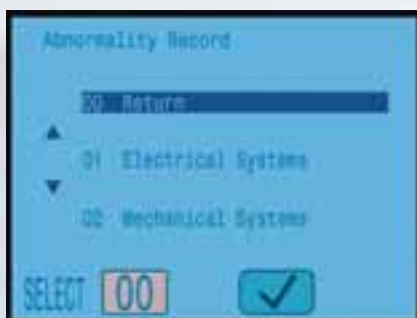 Abnormality Record
00 Return
01 Electrical Systems
02 Mechanical Systems
SELECT 00